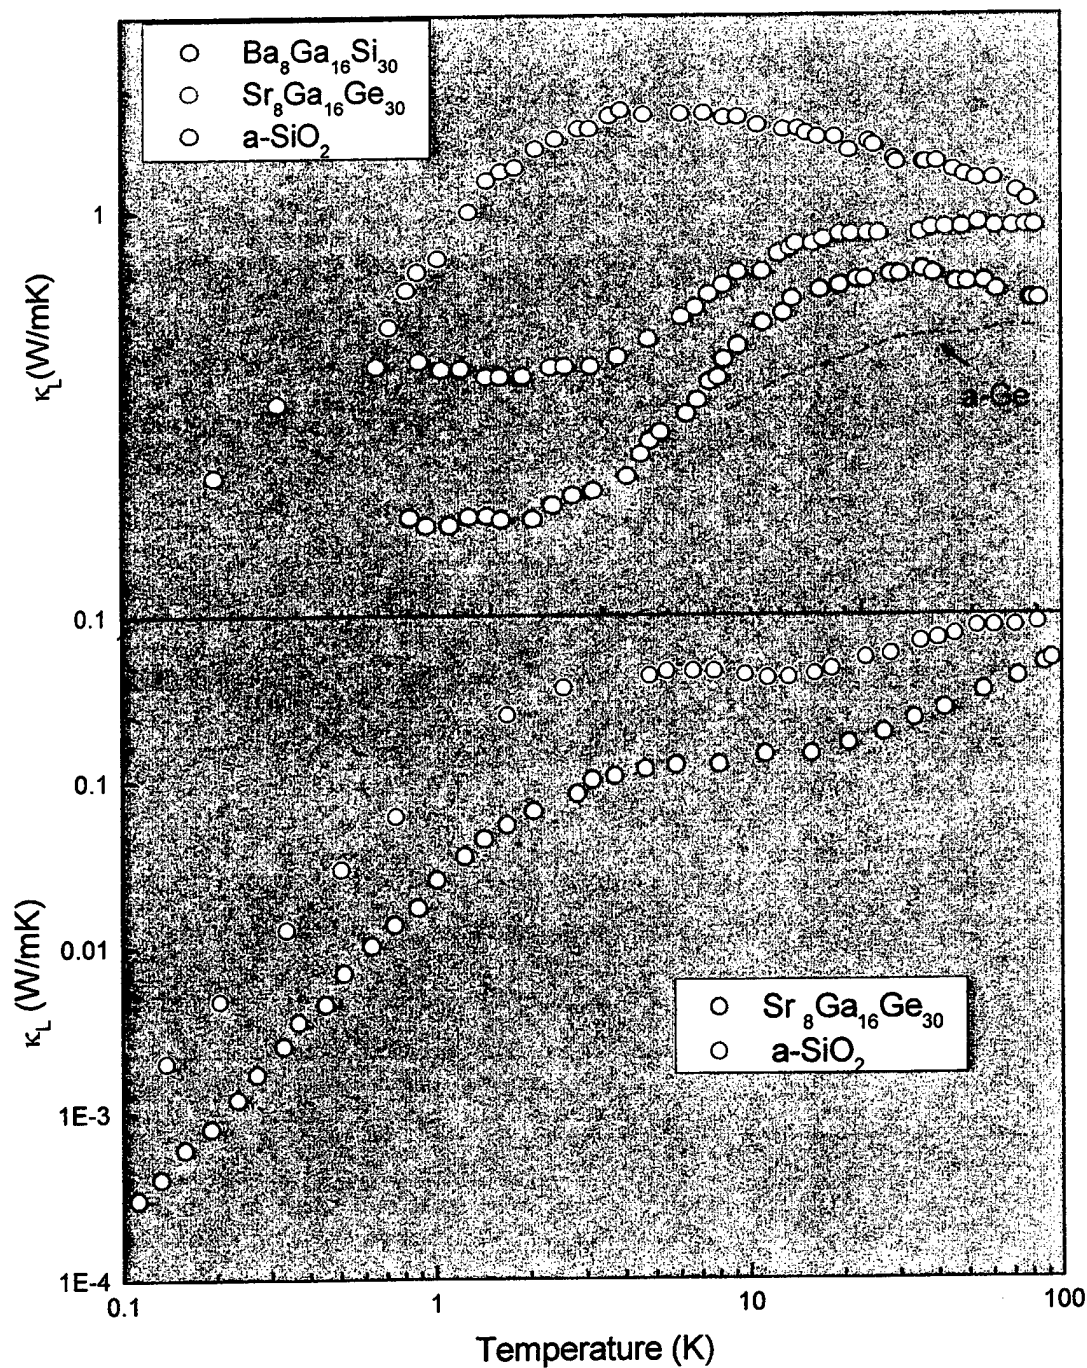 Ba8Ga16Si30
Sr8Ga16Ge30
a-SiO2
1
κL(W/mK)
a-Ge
0.1
0.1
κL (W/mK)
0.01
Sr8Ga16Ge30
a-SiO2
1E-3
1E-4
0.1
1
10
100
Temperature (K)